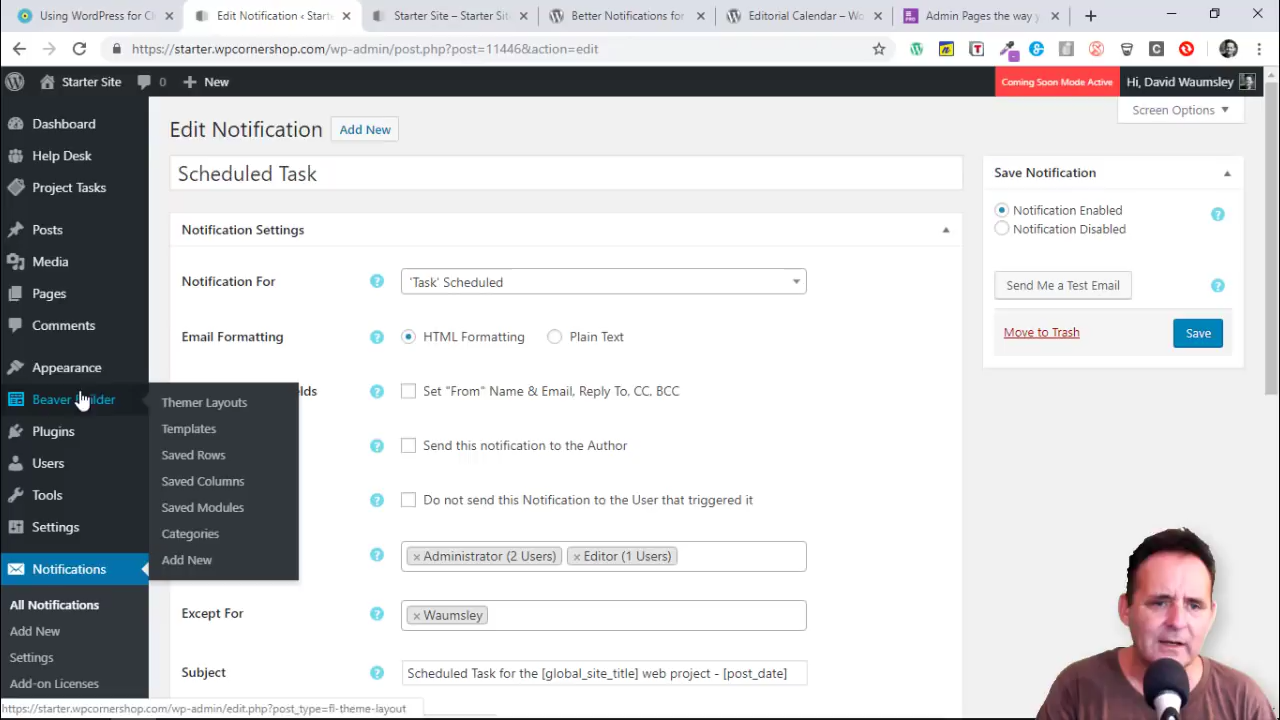 Using WordPress for Cl
Edit Notification ‹ Starte
Starter Site – Starter Sit
Better Notifications for
Editorial Calendar – Wo
Admin Pages the way y
https://starter.wpcornershop.com/wp-admin/post.php?post=11446&action=edit
Starter Site
0
New
Coming Soon Mode Active
Hi, David Waumsley
Screen Options
Dashboard
Help Desk
Project Tasks
Posts
Media
Pages
Comments
Appearance
Beaver Builder
Plugins
Users
Tools
Settings
Notifications
All Notifications
Add New
Settings
Add-on Licenses
Themer Layouts
Templates
Saved Rows
Saved Columns
Saved Modules
Categories
Add New
Edit Notification
Add New
Scheduled Task
Notification Settings
Notification For
'Task' Scheduled
Email Formatting
HTML Formatting
Plain Text
Set "From" Name & Email, Reply To, CC, BCC
Send this notification to the Author
Do not send this Notification to the User that triggered it
× Administrator (2 Users)
× Editor (1 Users)
Except For
× Waumsley
Subject
Scheduled Task for the [global_site_title] web project - [post_date]
Save Notification
Notification Enabled
Notification Disabled
Send Me a Test Email
Move to Trash
Save
https://starter.wpcornershop.com/wp-admin/edit.php?post_type=fl-theme-layout